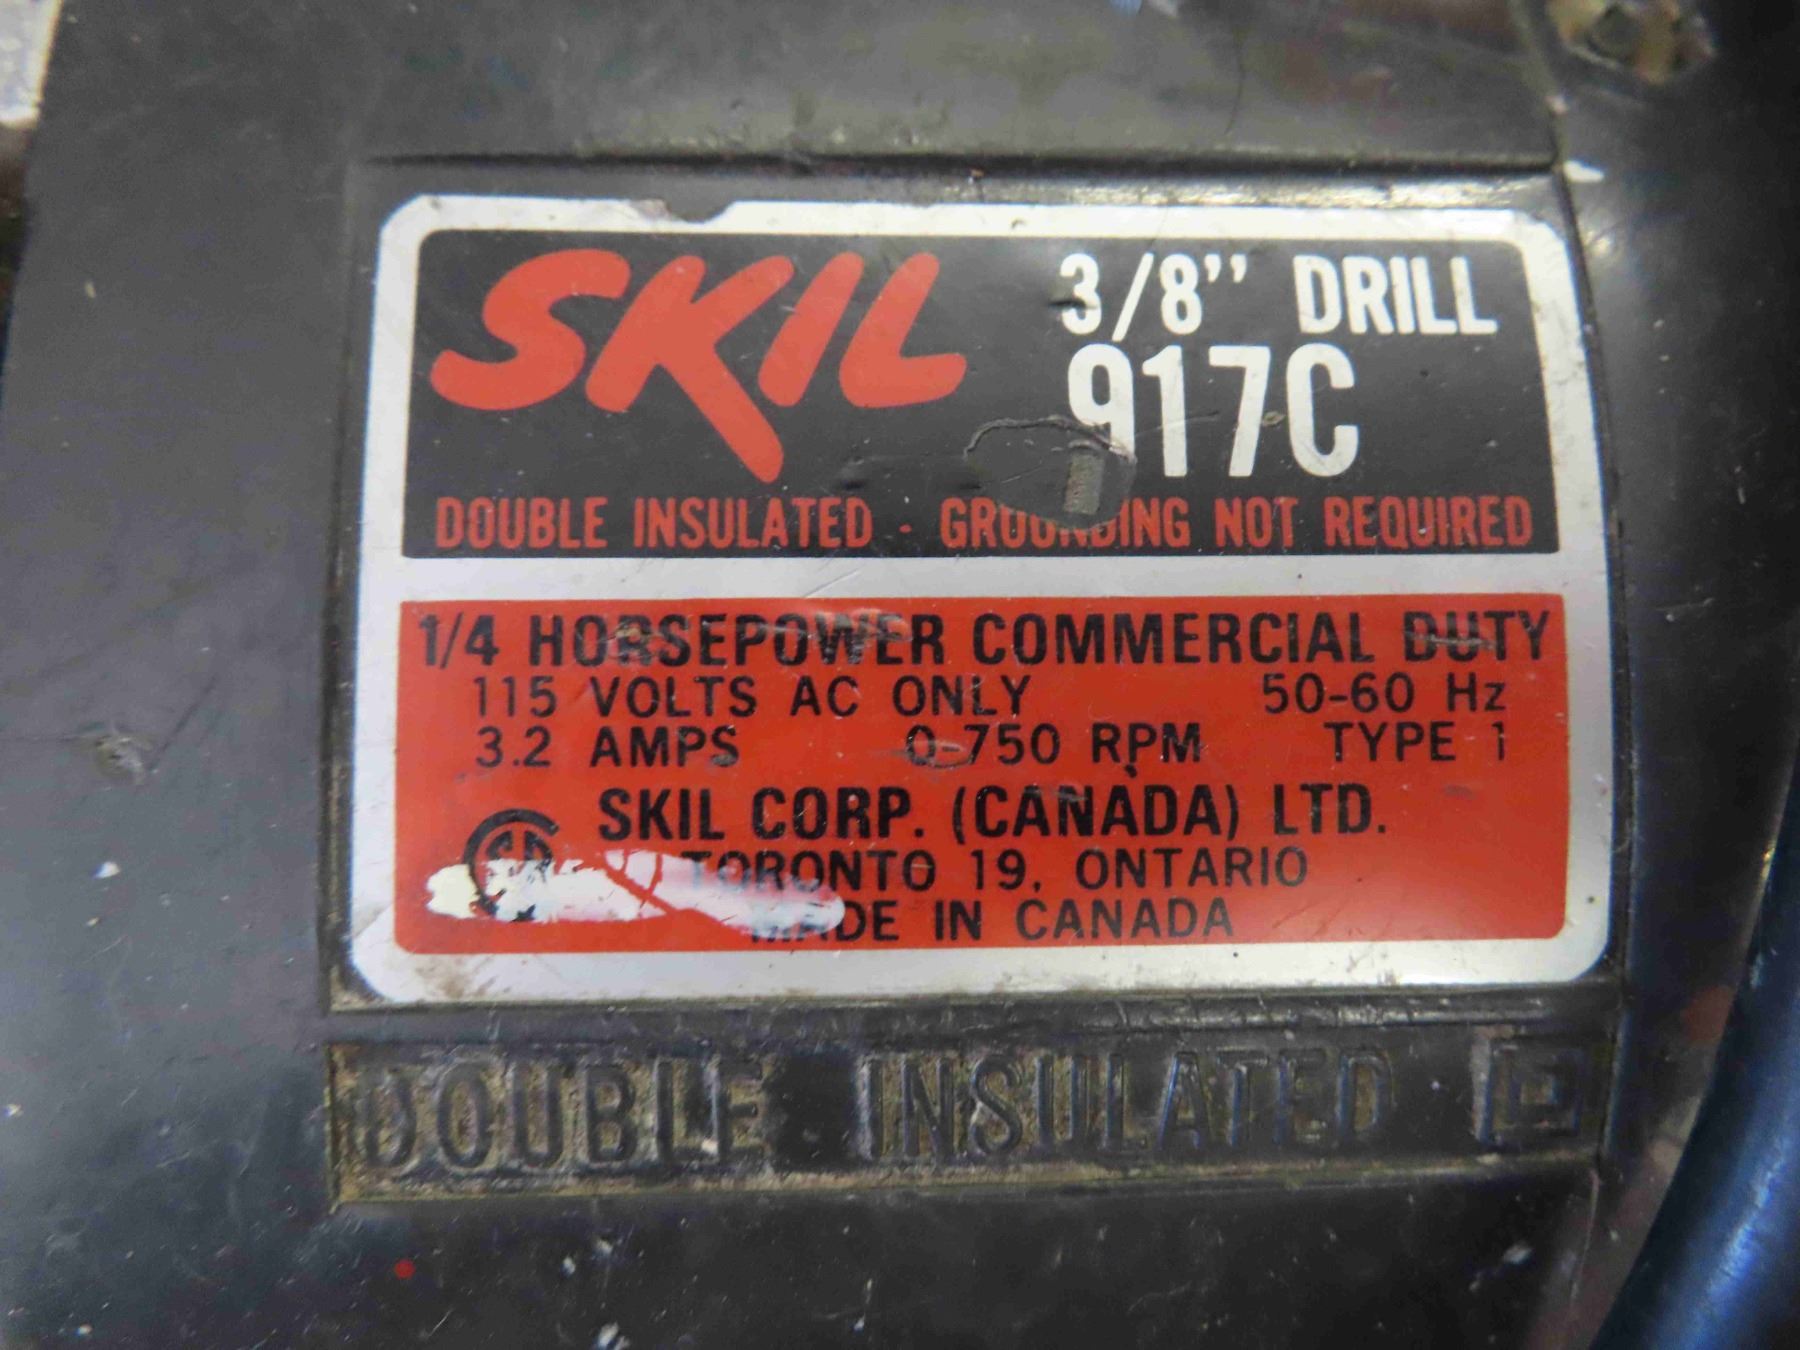 SKIL
3/8" DRILL
917C
DOUBLE INSULATED · GROUNDING NOT REQUIRED
1/4 HORSEPOWER COMMERCIAL DUTY
115 VOLTS AC ONLY 50-60 Hz
3.2 AMPS 0-750 RPM TYPE 1
SKIL CORP. (CANADA) LTD.
TORONTO 19, ONTARIO
MADE IN CANADA
DOUBLE INSULATED